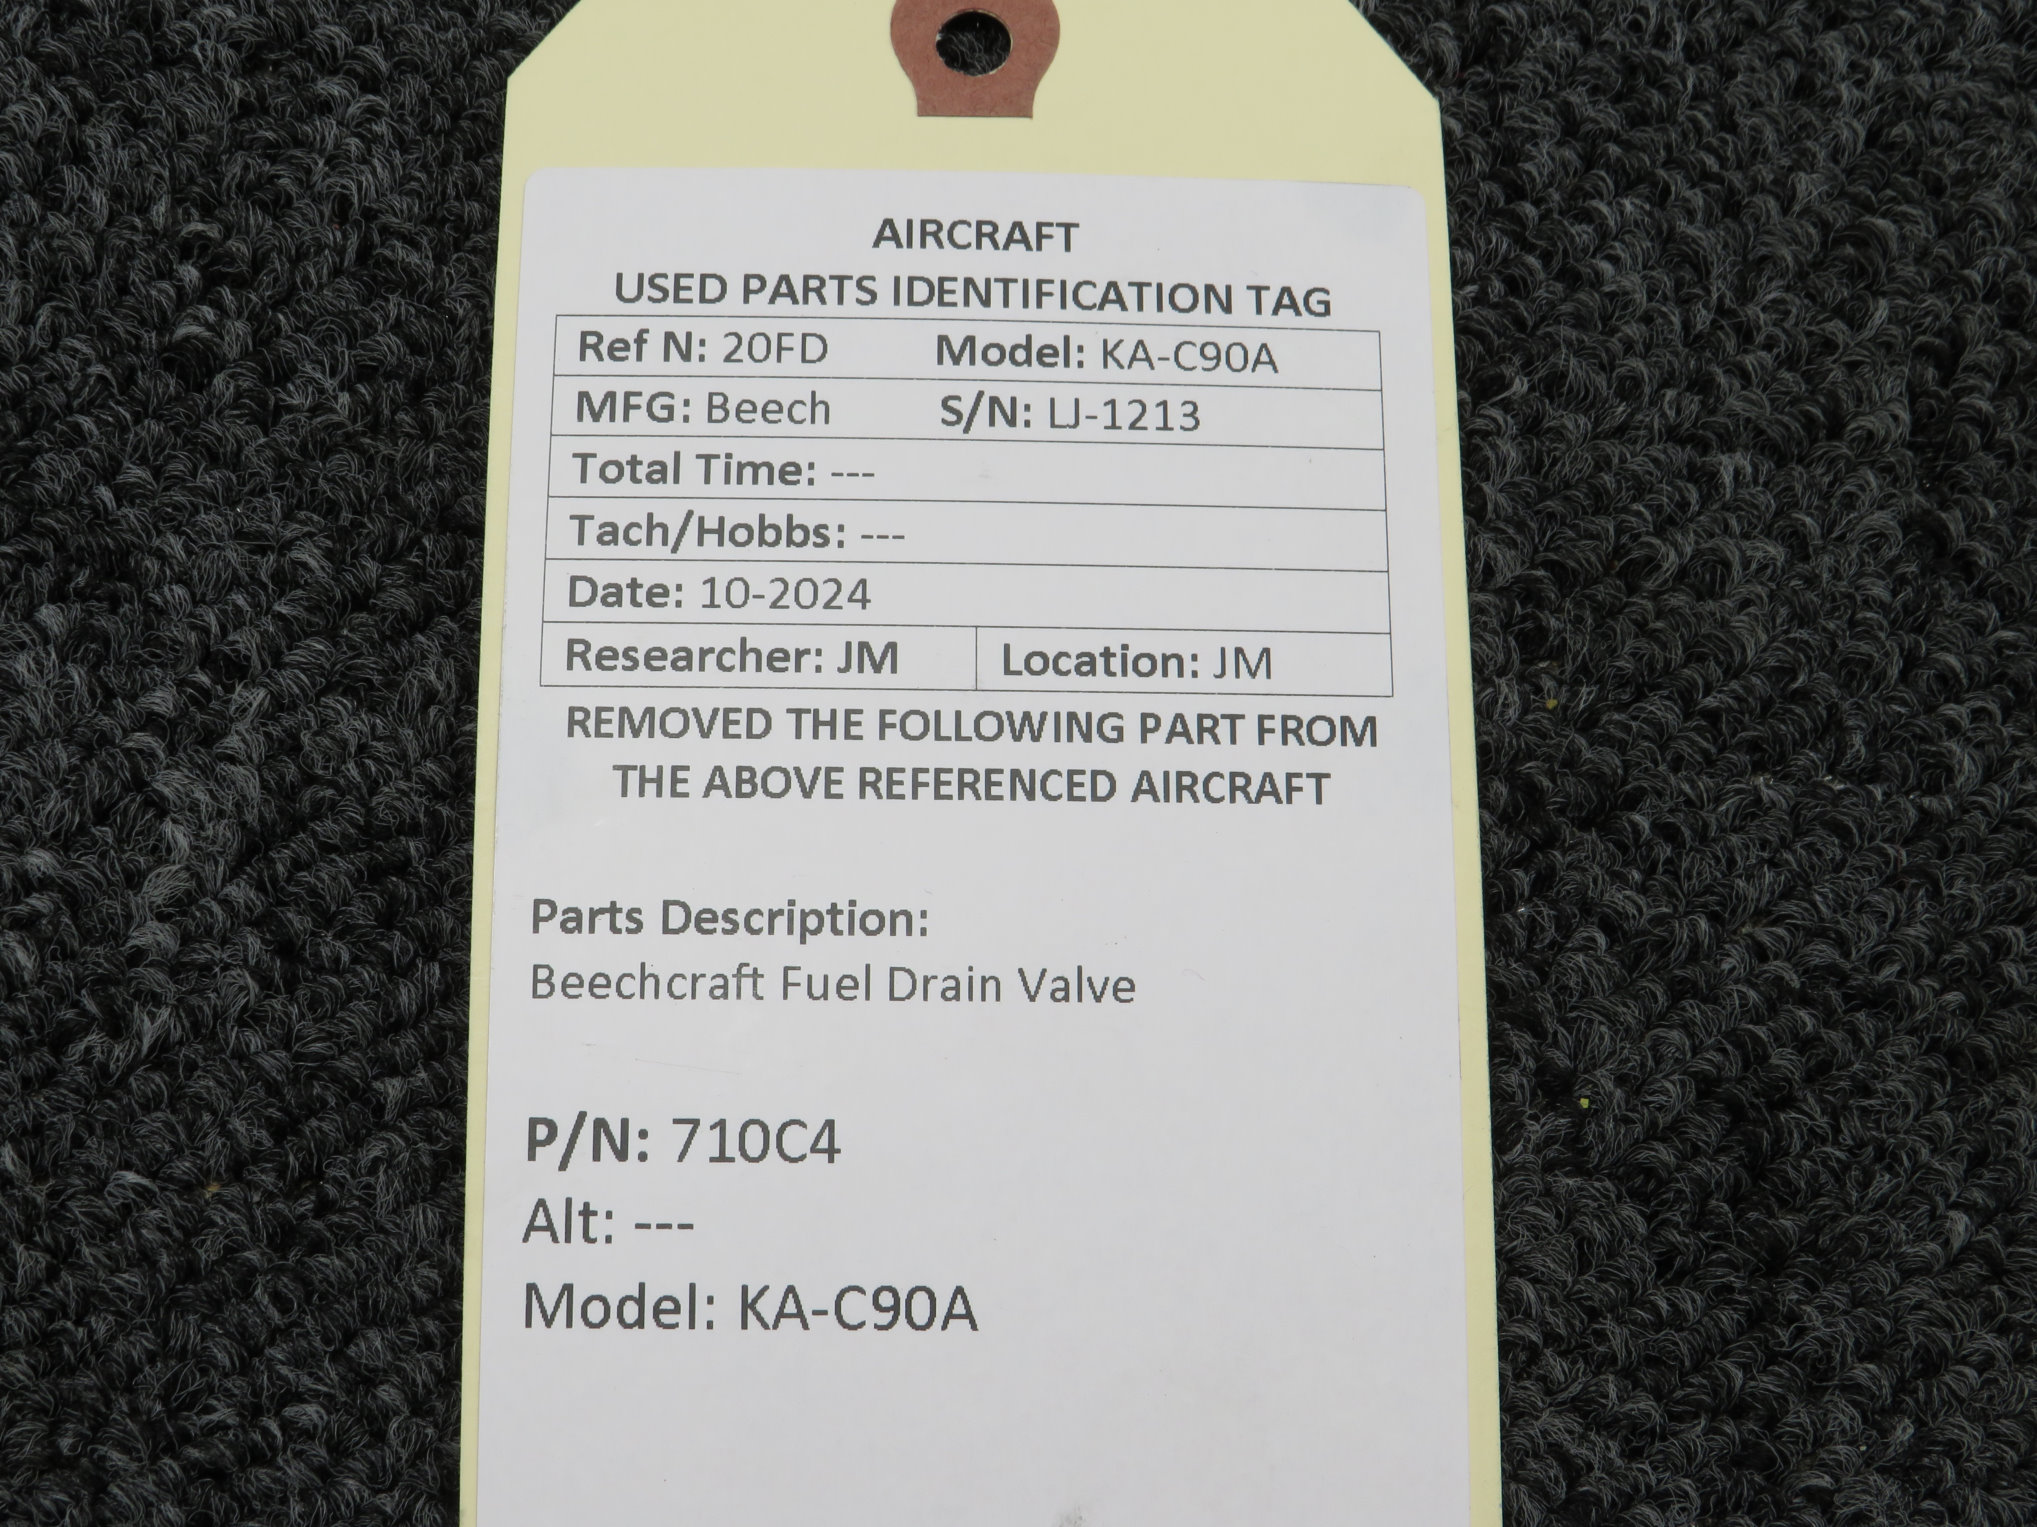 AIRCRAFT
USED PARTS IDENTIFICATION TAG
Ref N: 20FD Model: KA-C90A
MFG: Beech S/N: LJ-1213
Total Time: ---
Tach/Hobbs: ---
Date: 10-2024
Researcher: JM Location: JM
REMOVED THE FOLLOWING PART FROM
THE ABOVE REFERENCED AIRCRAFT
Parts Description:
Beechcraft Fuel Drain Valve
P/N: 710C4
Alt: ---
Model: KA-C90A